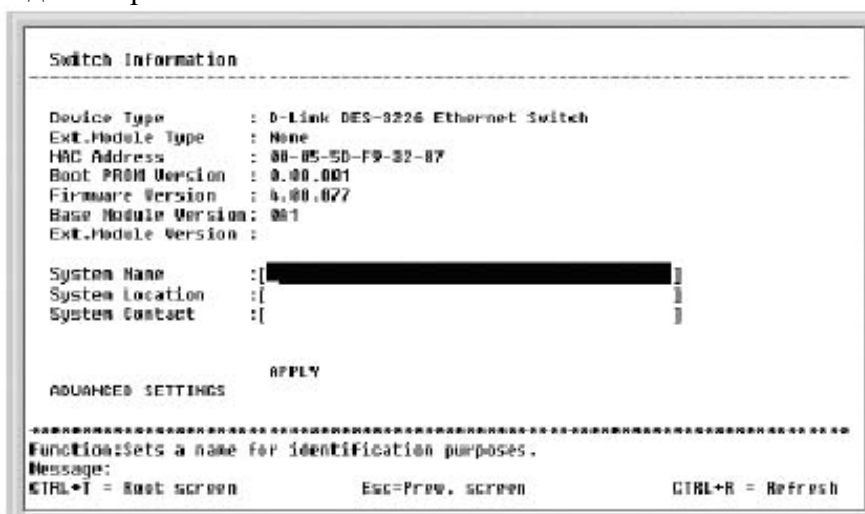 Switch Information
Device Type : D-Link DES-3226 Ethernet Switch
Ext.Module Type : None
MAC Address : 00-05-5D-F9-32-87
Boot PROM Version : 0.00.001
Firmware Version : 4.00.027
Base Module Version: 0A1
Ext.Module Version :
System Name :[ ]
System Location :[ ]
System Contact :[ ]
APPLY
ADVANCED SETTINGS
Function:Sets a name for identification purposes.
Message:
CTRL+T = Root screen Esc=Prev. screen CTRL+R = Refresh